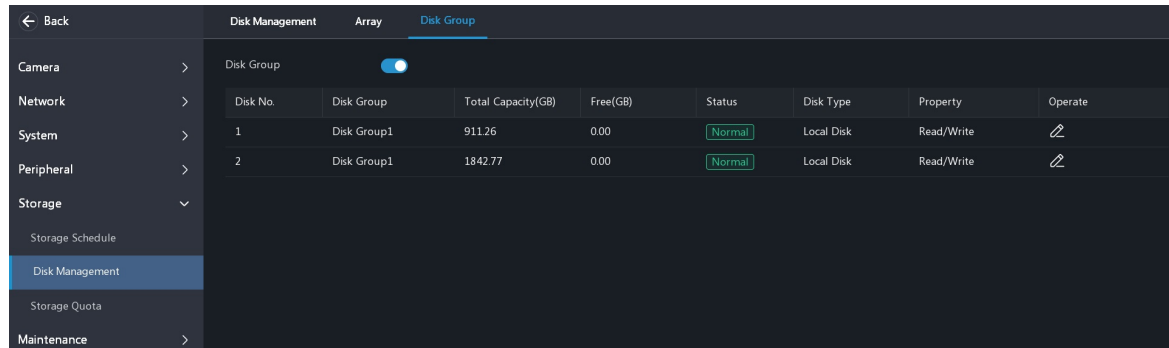 Back
Disk Management Array Disk Group
Camera
Network
System
Peripheral
Storage
Storage Schedule
Disk Management
Storage Quota
Maintenance
Disk Group
Disk No. Disk Group Total Capacity(GB) Free(GB) Status Disk Type Property Operate
1 Disk Group1 911.26 0.00 Normal Local Disk Read/Write
2 Disk Group1 1842.77 0.00 Normal Local Disk Read/Write